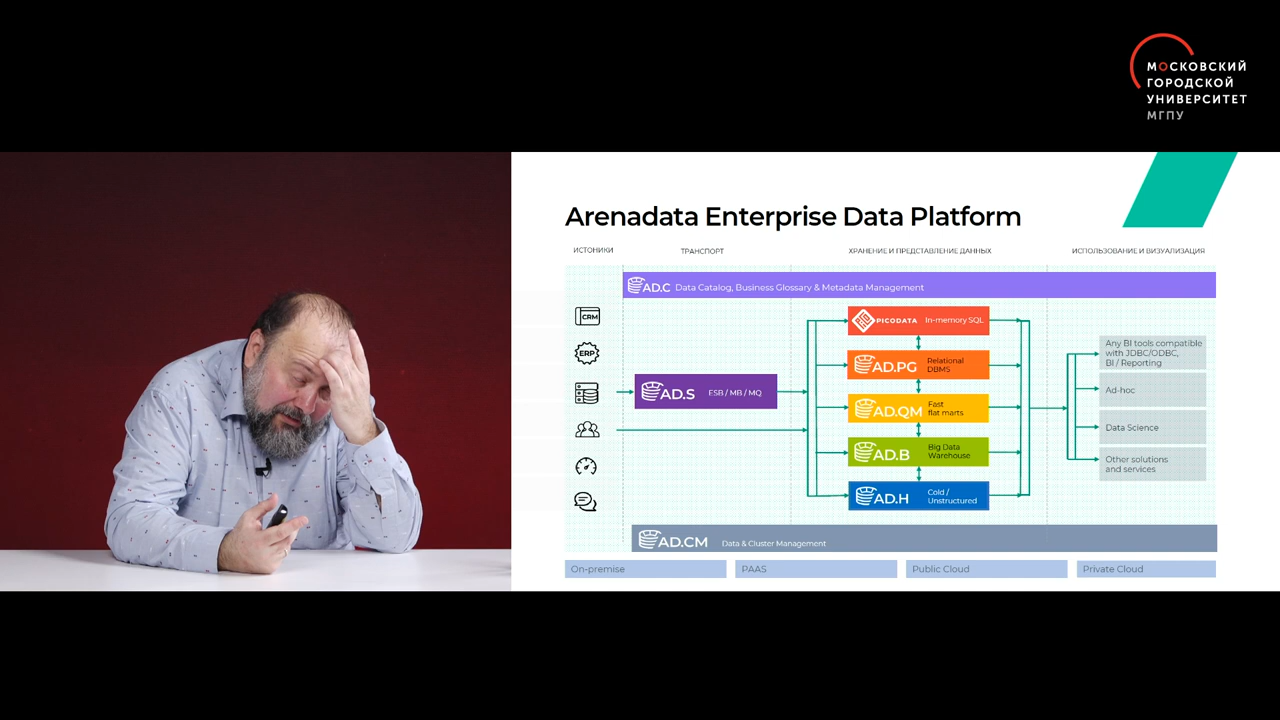 МОСКОВСКИЙ
ГОРОДСКОЙ
УНИВЕРСИТЕТ
МГПУ
Arenadata Enterprise Data Platform
ИСТОНИКИ
ТРАНСПОРТ
ХРАНЕНИЕ И ПРЕДСТАВЛЕНИЕ ДАННЫХ
ИСПОЛЬЗОВАНИЕ И ВИЗУАЛИЗАЦИЯ
AD.C Data Catalog, Business Glossary & Metadata Management
CRM
ERP
AD.S ESB / MB / MQ
PICODATA In-memory SQL
AD.PG Relational
DBMS
AD.QM Fast
flat marts
AD.B Big Data
Warehouse
AD.H Cold /
Unstructured
Any BI tools compatible
with JDBC/ODBC,
BI / Reporting
Ad-hoc
Data Science
Other solutions
and services
AD.CM Data & Cluster Management
On-premise
PAAS
Public Cloud
Private Cloud